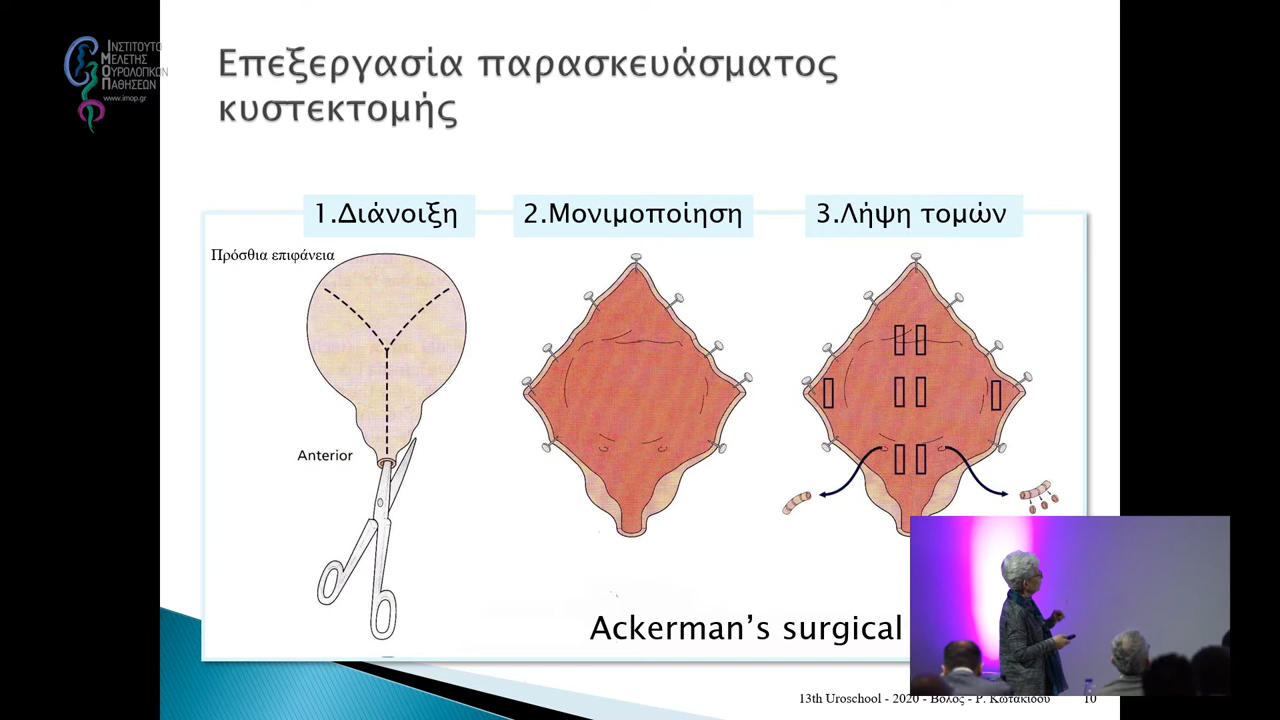 ΙΝΣΤΙΤΟΥΤΟ
ΜΕΛΕΤΗΣ
ΟΥΡΟΛΟΓΙΚΩΝ
ΠΑΘΗΣΕΩΝ
www.imop.gr
Επεξεργασία παρασκευάσματος
κυστεκτομής
1.Διάνοιξη
2.Μονιμοποίηση
3.Λήψη τομών
Πρόσθια επιφάνεια
Anterior
Ackerman's surgical
13th Uroschool - 2020 - Βόλος - Ρ. Κωτακίδου
10